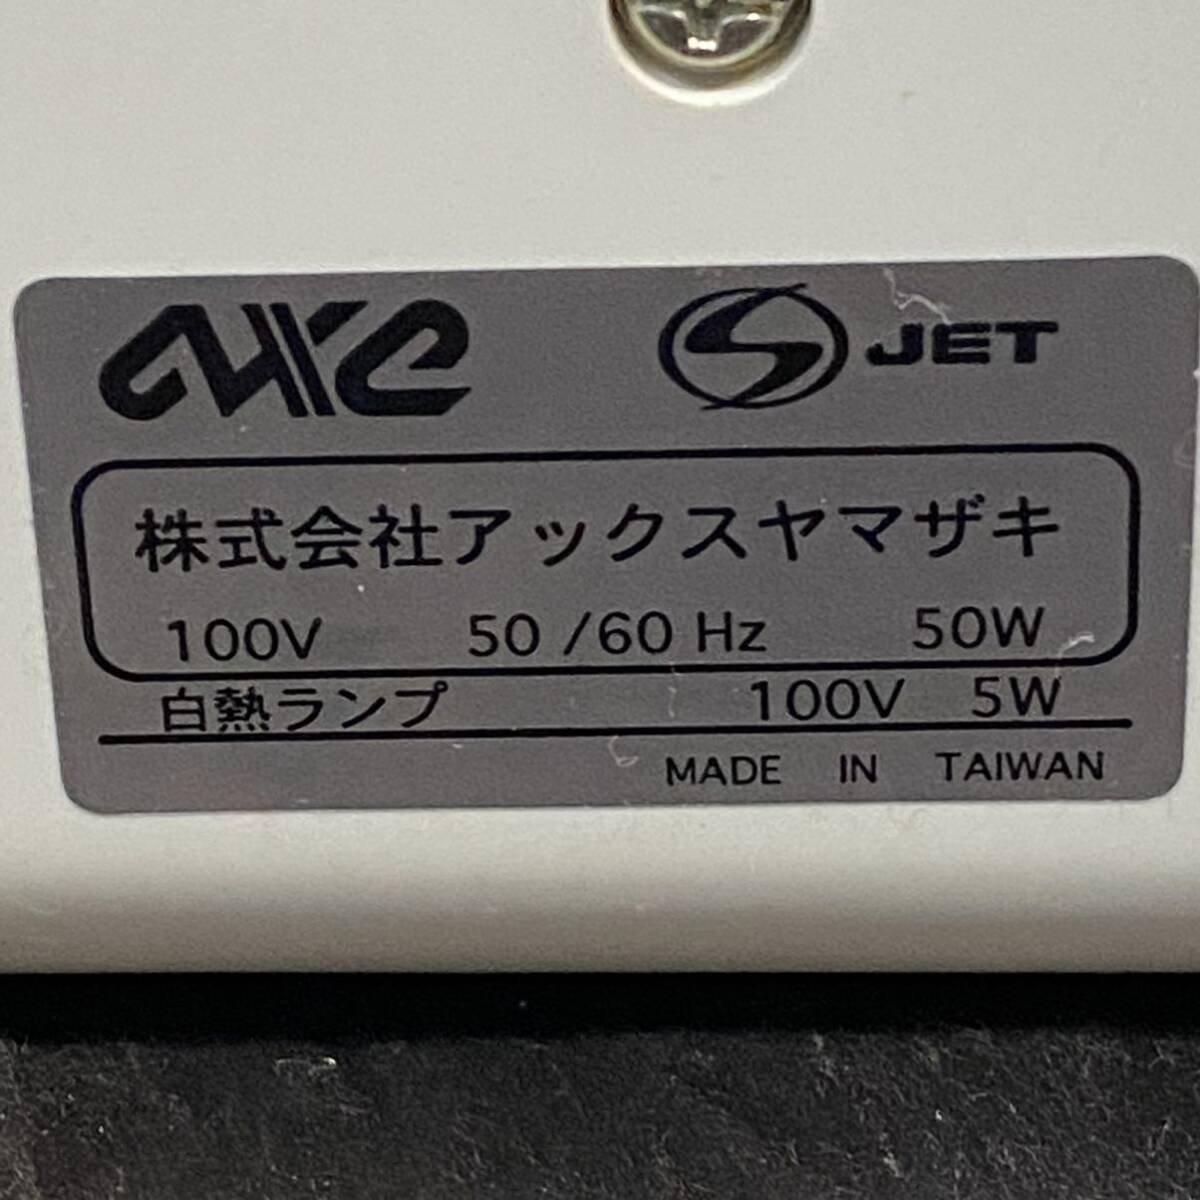 AXE
S JET
株式会社アックスヤマザキ
100V 50/60 Hz 50W
白熱ランプ 100V 5W
MADE IN TAIWAN